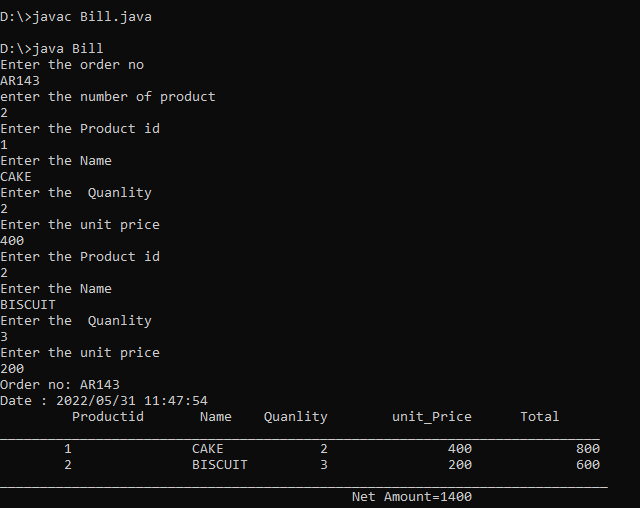 D:\>javac Bill.java
D:\>java Bill
Enter the order no
AR143
enter the number of product
2
Enter the Product id
1
Enter the Name
CAKE
Enter the  Quanlity
2
Enter the unit price
400
Enter the Product id
2
Enter the Name
BISCUIT
Enter the  Quanlity
3
Enter the unit price
200
Order no: AR143
Date : 2022/05/31 11:47:54
Productid Name Quanlity unit_Price Total
1 CAKE 2 400 800
2 BISCUIT 3 200 600
Net Amount=1400